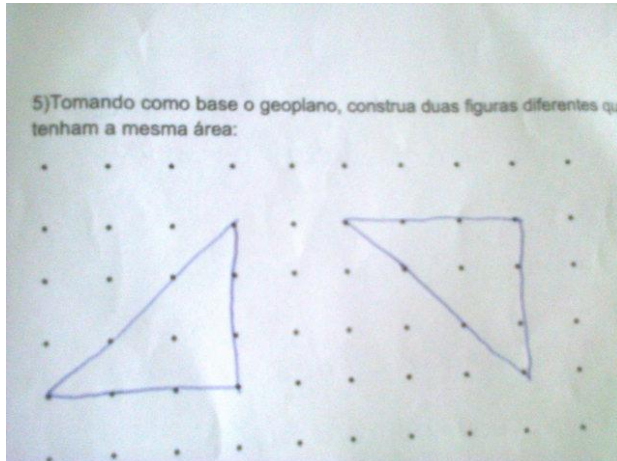 5)Tomando como base o geoplano, construa duas figuras diferentes
tenham a mesma área: